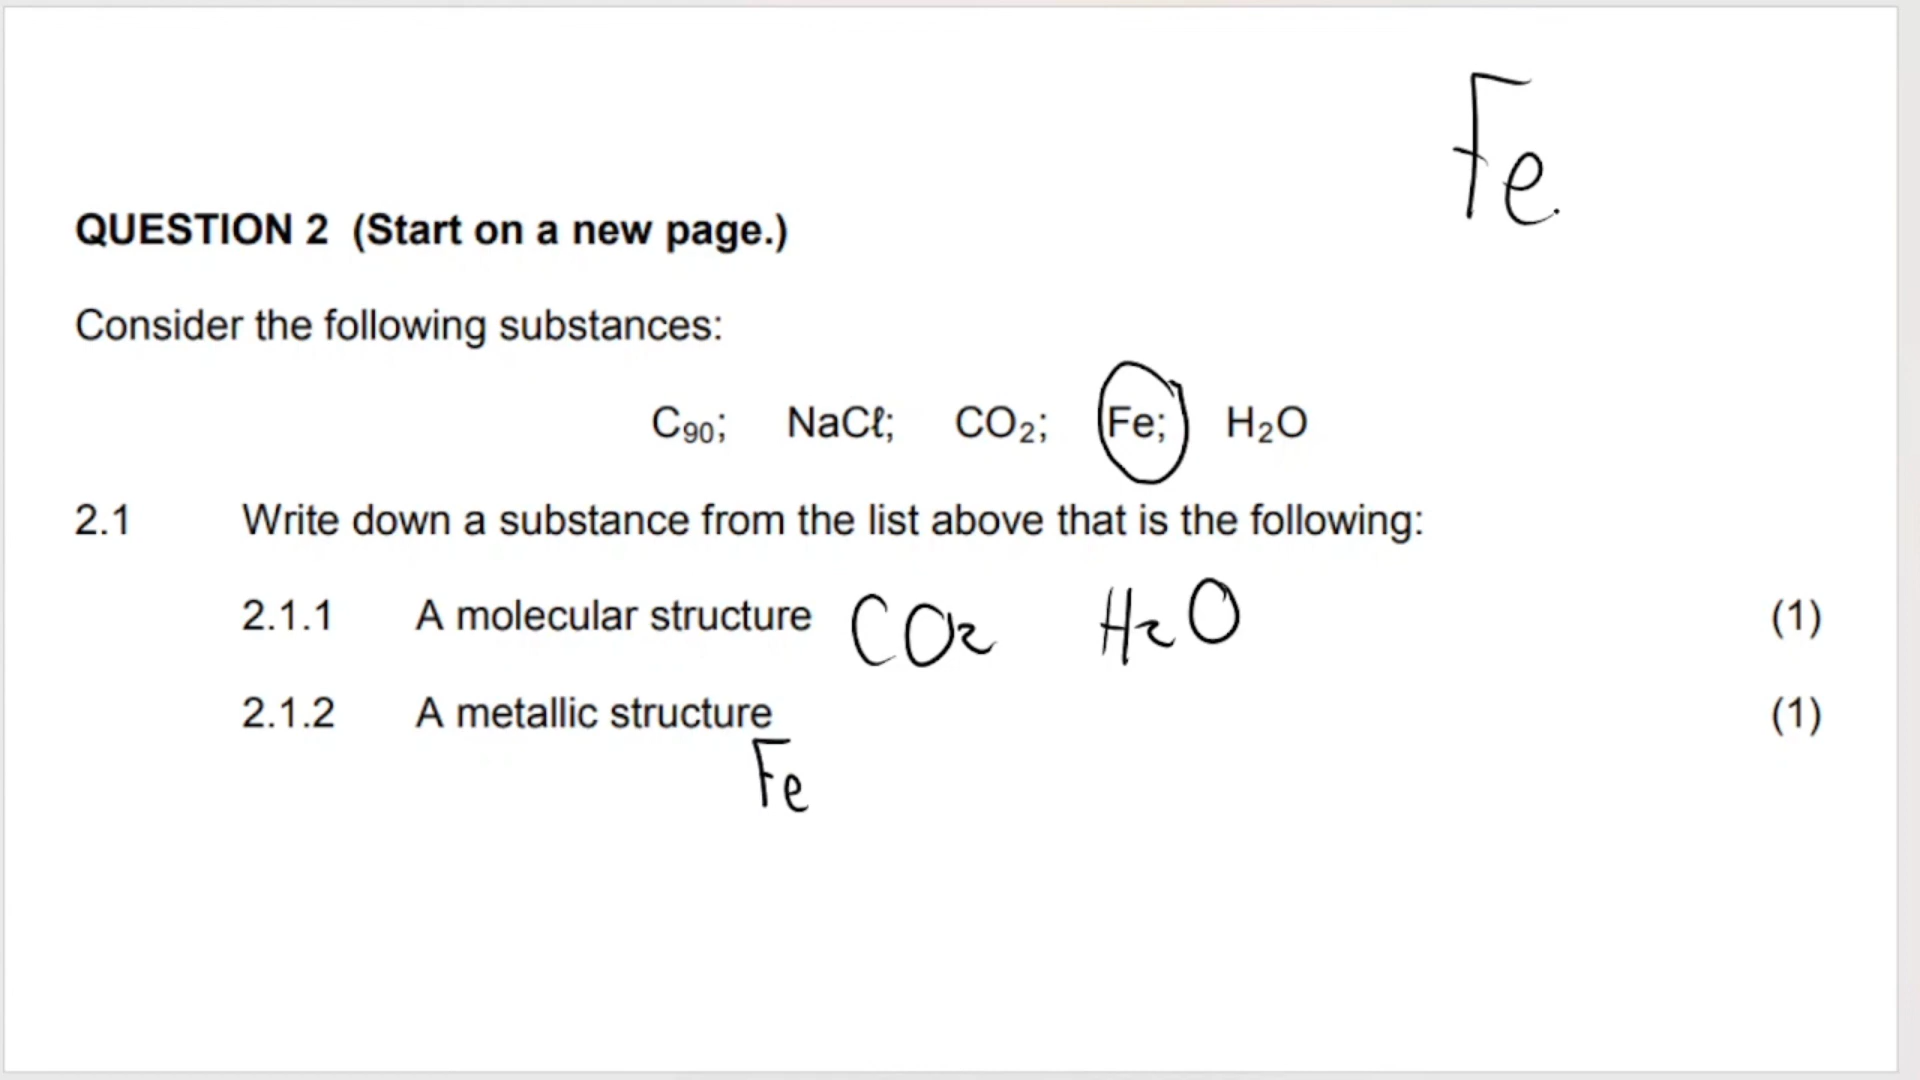 Fe
QUESTION 2 (Start on a new page.)
Consider the following substances:
C₉₀; NaCℓ; CO₂; Fe; H₂O
2.1 Write down a substance from the list above that is the following:
2.1.1 A molecular structure CO₂ H₂O (1)
2.1.2 A metallic structure (1)
Fe